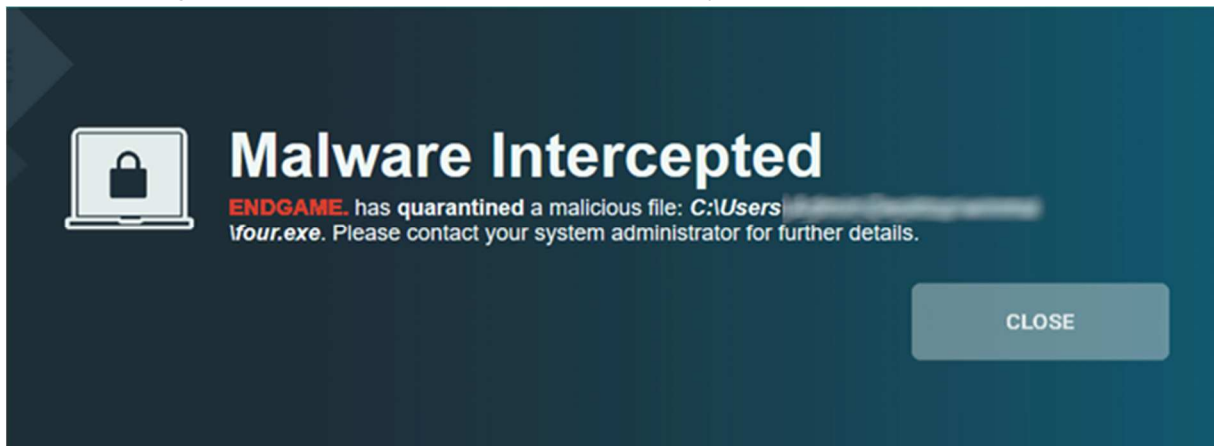 Malware Intercepted
ENDGAME. has quarantined a malicious file: C:\Users
\four.exe. Please contact your system administrator for further details.
CLOSE